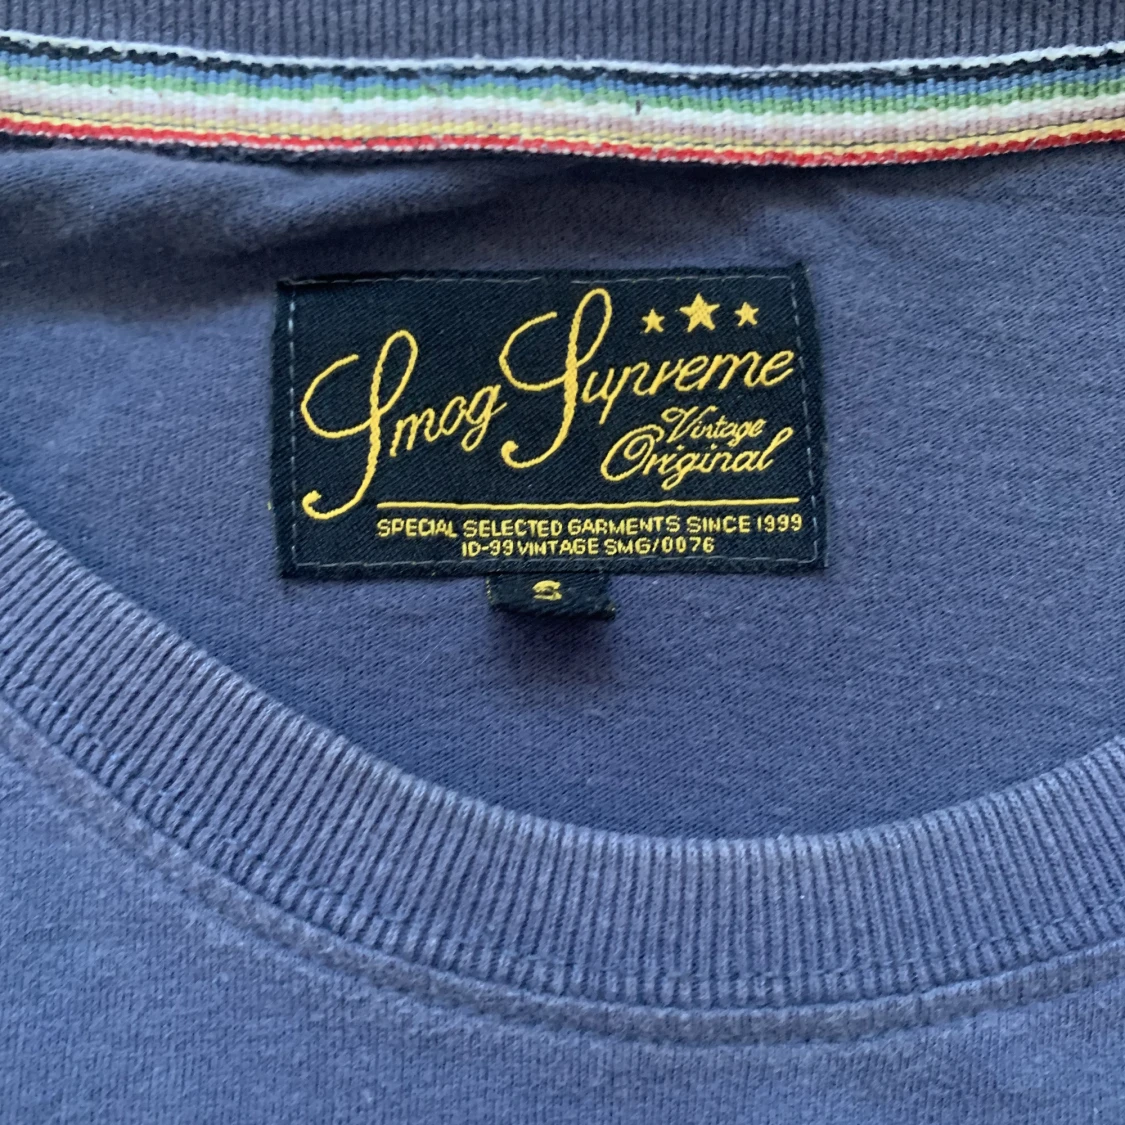 Smog Supreme
Vintage
Original
SPECIAL SELECTED GARMENTS SINCE 1999
ID-99 VINTAGE SMG/0076
S